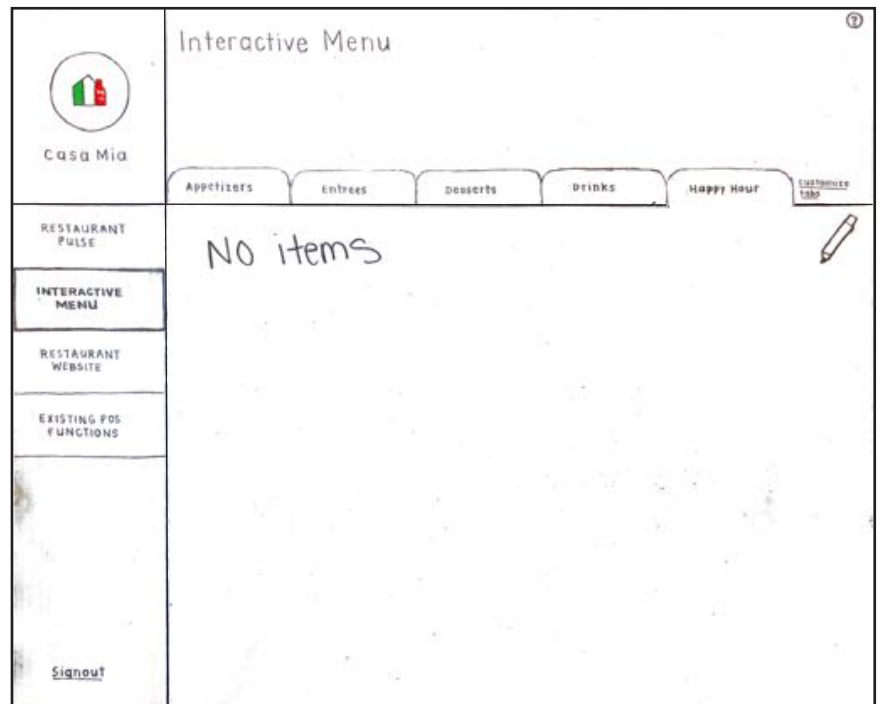 ?
Interactive Menu
Casa Mia
Appetizers
Entrees
Desserts
Drinks
Happy Hour
customize
tabs
RESTAURANT
PULSE
INTERACTIVE
MENU
RESTAURANT
WEBSITE
EXISTING POS
FUNCTIONS
Signout
No items